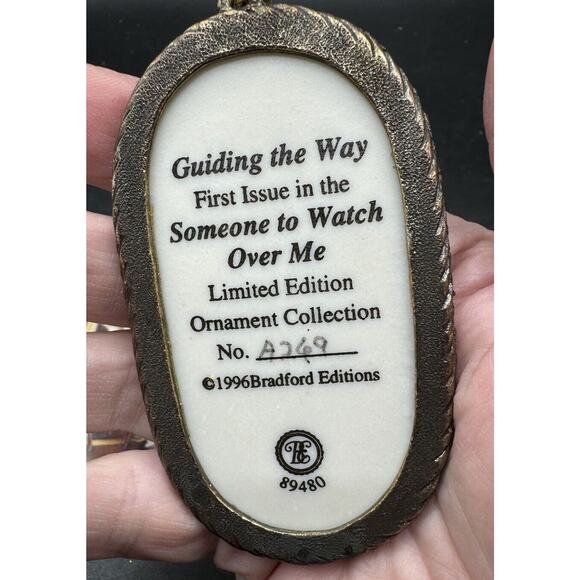 Guiding the Way
First Issue in the
Someone to Watch
Over Me
Limited Edition
Ornament Collection
No. A269
©1996Bradford Editions
BE
89480